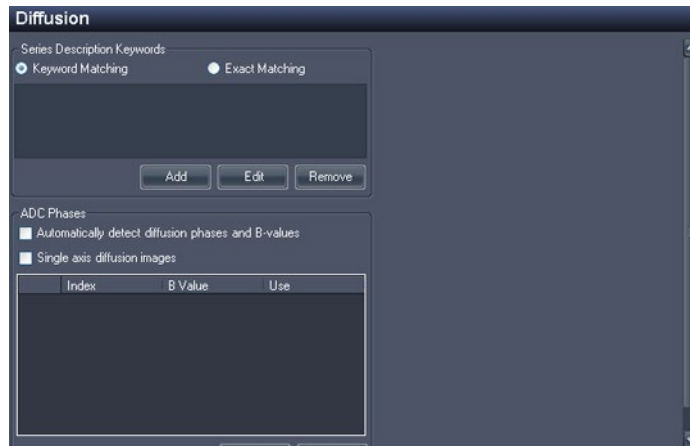 Diffusion
Series Description Keywords
Keyword Matching Exact Matching
Add Edit Remove
ADC Phases
Automatically detect diffusion phases and B-values
Single axis diffusion images
Index B Value Use